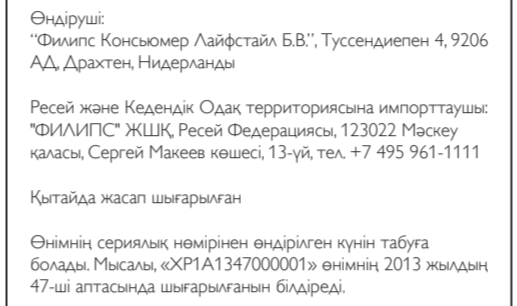 Өндіруші:
“Филипс Консьюмер Лайфстайл Б.В.”, Туссендиепен 4, 9206
АД, Драхтен, Нидерланды
Ресей және Кедендік Одақ территориясына импорттаушы:
"ФИЛИПС" ЖШҚ, Ресей Федерациясы, 123022 Мәскеу
қаласы, Сергей Макеев көшесі, 13-үй, тел. +7 495 961-1111
Қытайда жасап шығарылған
Өнімнің сериялық нөмірінен өндірілген күнін табуға
болады. Мысалы, «XP1A1347000001» өнімнің 2013 жылдың
47-ші аптасында шығарылғанын білдіреді.